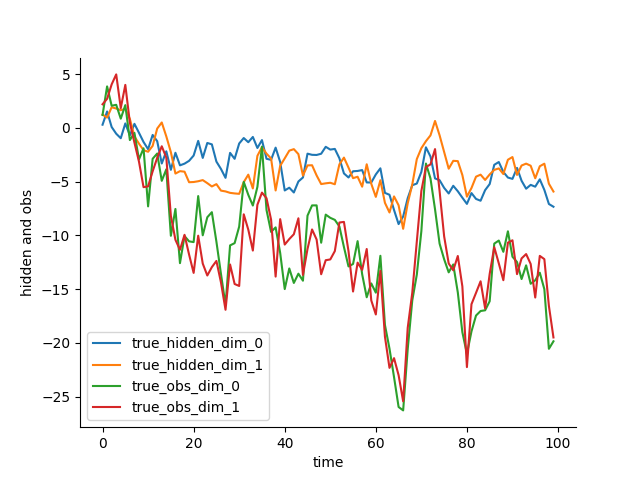 5
0
−5
−10
−15
−20
−25
hidden and obs
true_hidden_dim_0
true_hidden_dim_1
true_obs_dim_0
true_obs_dim_1
0 20 40 60 80 100
time